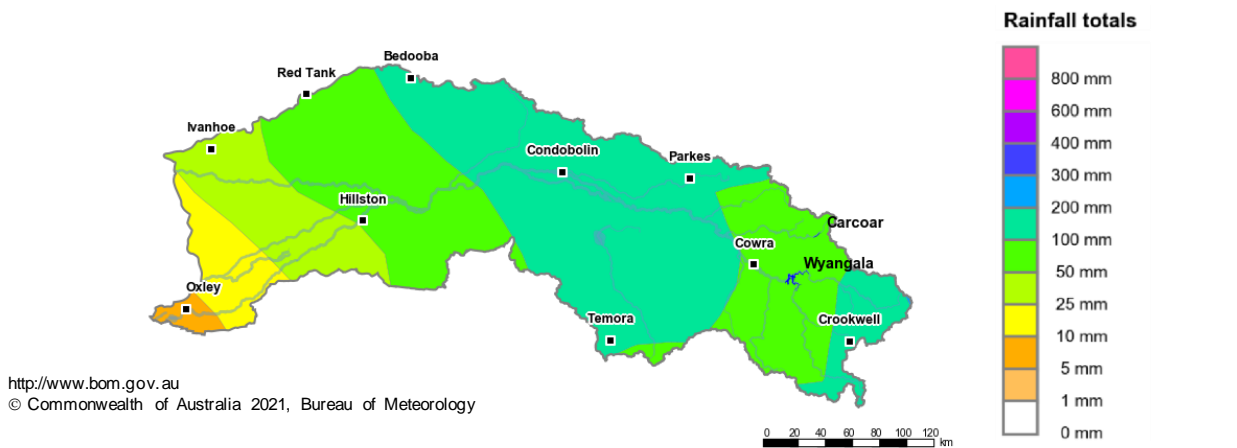 Rainfall totals
Bedooba
Red Tank
800 mm
600 mm
Ivanhoe
400 mm
Condobolin
Parkes
300 mm
Hillston
200 mm
Carcoar
100 mm
Cowra
Wyangala
50 mm
Oxley
25 mm
Temora
Crookwell
10 mm
5 mm
http://www.bom.gov.au
1 mm
© Commonwealth of Australia 2021, Bureau of Meteorology
0 mm
0 20 40 60 80 100 120
km